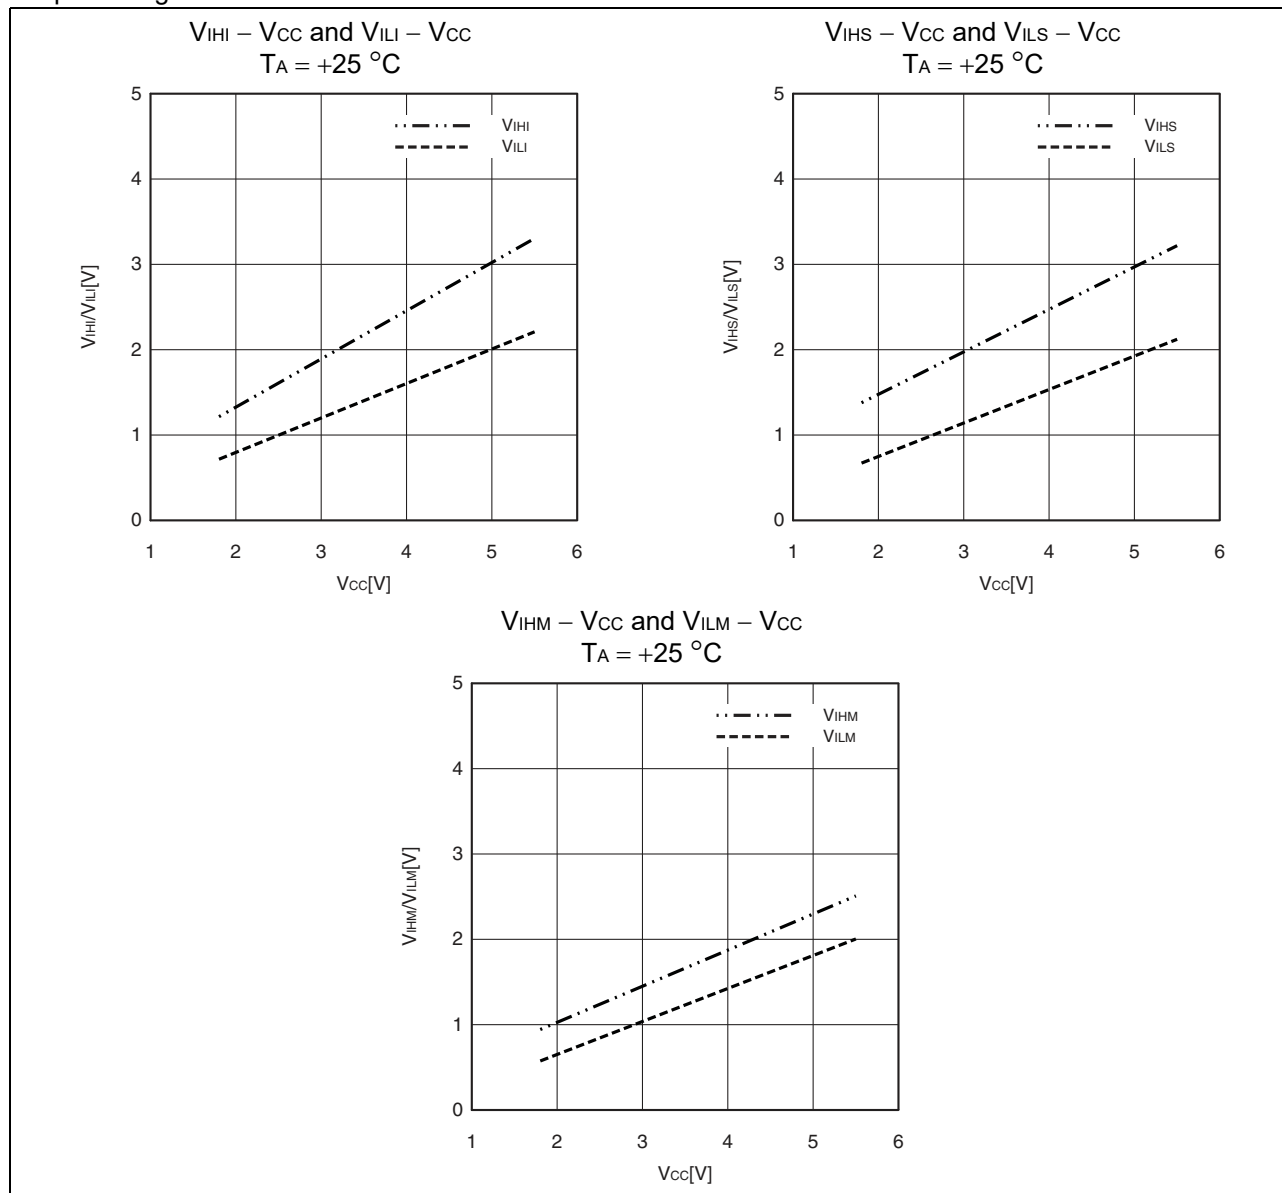 VIHI – VCC and VILI – VCC
TA = +25 °C
5
4
3
2
1
0
VIHI/VILI[V]
VIHI
VILI
1 2 3 4 5 6
VCC[V]
VIHS – VCC and VILS – VCC
TA = +25 °C
5
4
3
2
1
0
VIHS/VILS[V]
VIHS
VILS
1 2 3 4 5 6
VCC[V]
VIHM – VCC and VILM – VCC
TA = +25 °C
5
4
3
2
1
0
VIHM/VILM[V]
VIHM
VILM
1 2 3 4 5 6
VCC[V]